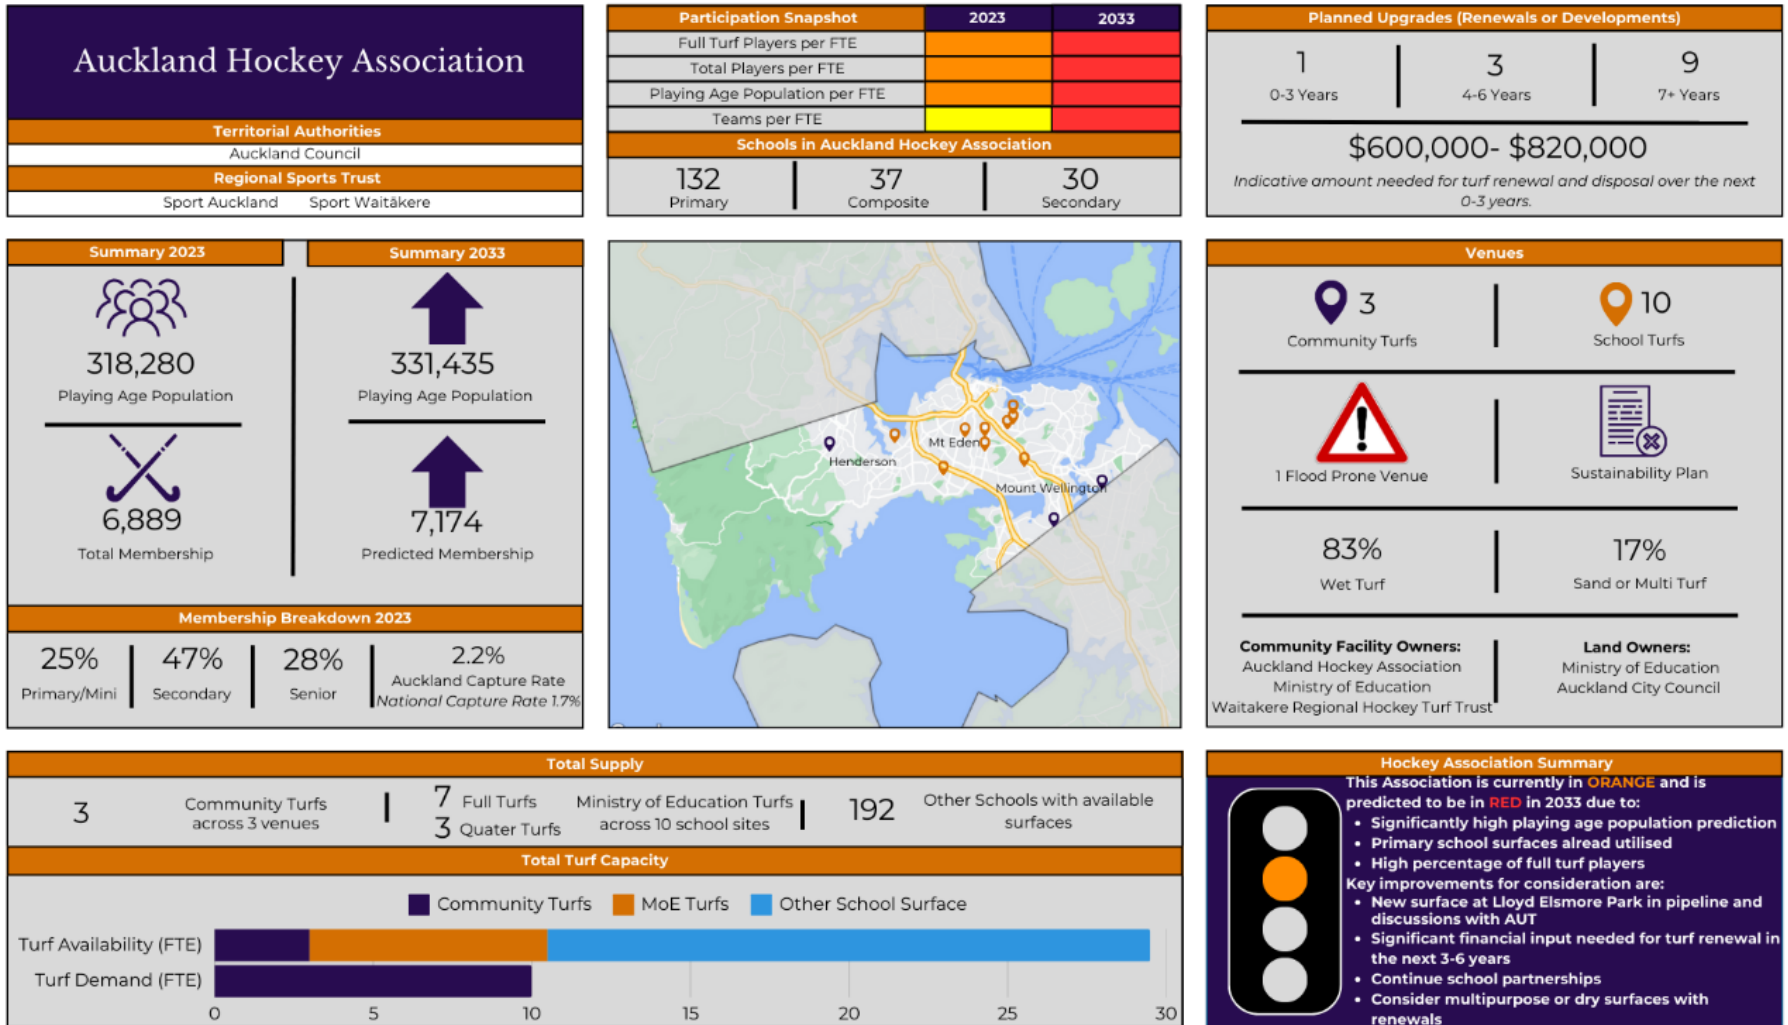 Auckland Hockey Association
Territorial Authorities
Auckland Council
Regional Sports Trust
Sport Auckland Sport Waitākere
Participation Snapshot 2023 2033
Full Turf Players per FTE
Total Players per FTE
Playing Age Population per FTE
Teams per FTE
Schools in Auckland Hockey Association
132 37 30
Primary Composite Secondary
Planned Upgrades (Renewals or Developments)
1 3 9
0-3 Years 4-6 Years 7+ Years
$600,000- $820,000
Indicative amount needed for turf renewal and disposal over the next
0-3 years.
Summary 2023
318,280
Playing Age Population
6,889
Total Membership
Summary 2033
331,435
Playing Age Population
7,174
Predicted Membership
Membership Breakdown 2023
25%
Primary/Mini
47%
Secondary
28%
Senior
2.2%
Auckland Capture Rate
National Capture Rate 1.7%
Henderson
Mt Eden
Mount Wellington
Venues
3
Community Turfs
10
School Turfs
1 Flood Prone Venue
Sustainability Plan
83%
Wet Turf
17%
Sand or Multi Turf
Community Facility Owners:
Auckland Hockey Association
Ministry of Education
Waitakere Regional Hockey Turf Trust
Land Owners:
Ministry of Education
Auckland City Council
Total Supply
3
Community Turfs
across 3 venues
7 Full Turfs
3 Quater Turfs
Ministry of Education Turfs
across 10 school sites
192
Other Schools with available
surfaces
Total Turf Capacity
Community Turfs MoE Turfs Other School Surface
Turf Availability (FTE)
Turf Demand (FTE)
0 5 10 15 20 25 30
Hockey Association Summary
This Association is currently in ORANGE and is
predicted to be in RED in 2033 due to:
• Significantly high playing age population prediction
• Primary school surfaces alread utilised
• High percentage of full turf players
Key improvements for consideration are:
• New surface at Lloyd Elsmore Park in pipeline and
discussions with AUT
• Significant financial input needed for turf renewal in
the next 3-6 years
• Continue school partnerships
• Consider multipurpose or dry surfaces with
renewals